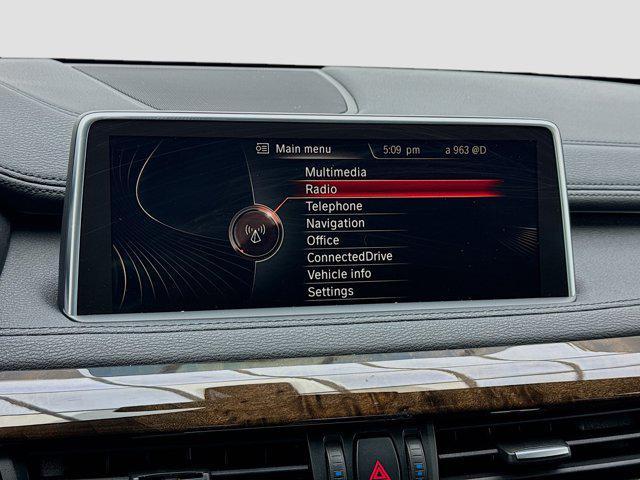 Main menu 5:09 pm a 963 @D
Multimedia
Radio
Telephone
Navigation
Office
ConnectedDrive
Vehicle info
Settings